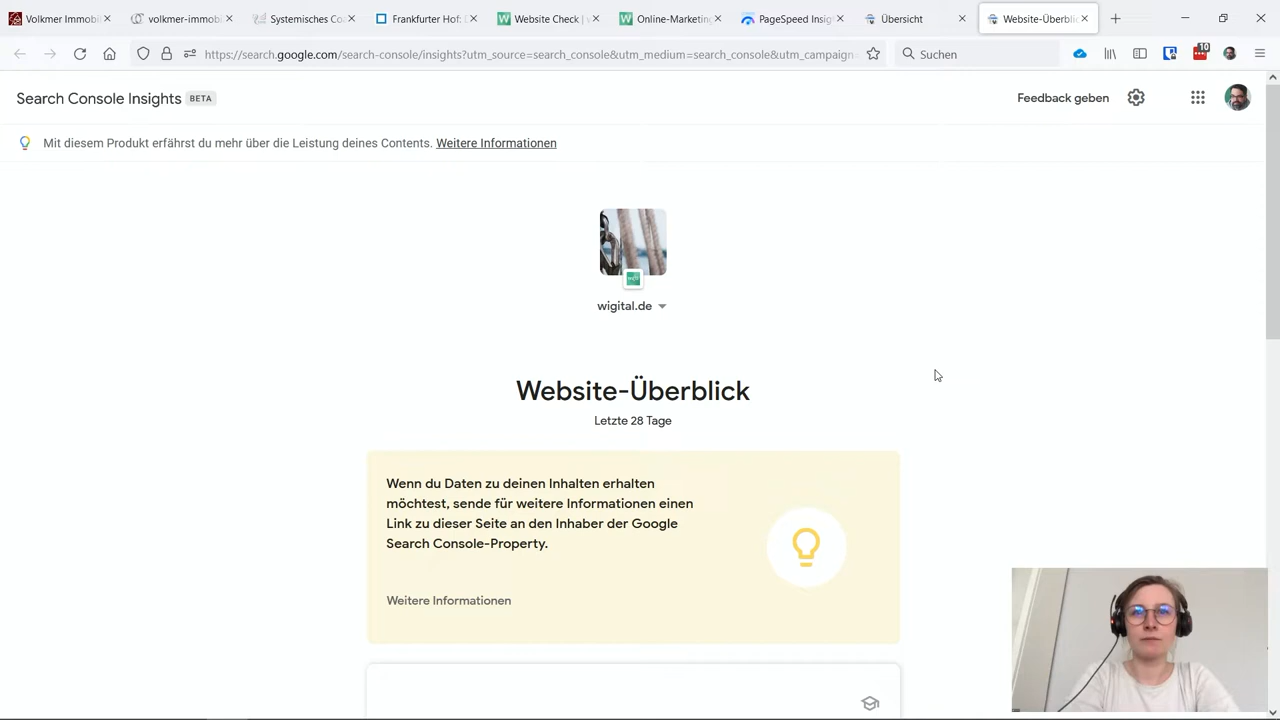 Volkmer Immobili
volkmer-immobi
Systemisches Co
Frankfurter Hof:
Website Check | v
Online-Marketing
PageSpeed Insig
Übersicht
Website-Überbli
https://search.google.com/search-console/insights?utm_source=search_console&utm_medium=search_console&utm_campaign
Suchen
10
Search Console Insights BETA
Feedback geben
Mit diesem Produkt erfährst du mehr über die Leistung deines Contents. Weitere Informationen
wigital.de
Website-Überblick
Letzte 28 Tage
Wenn du Daten zu deinen Inhalten erhalten
möchtest, sende für weitere Informationen einen
Link zu dieser Seite an den Inhaber der Google
Search Console-Property.
Weitere Informationen